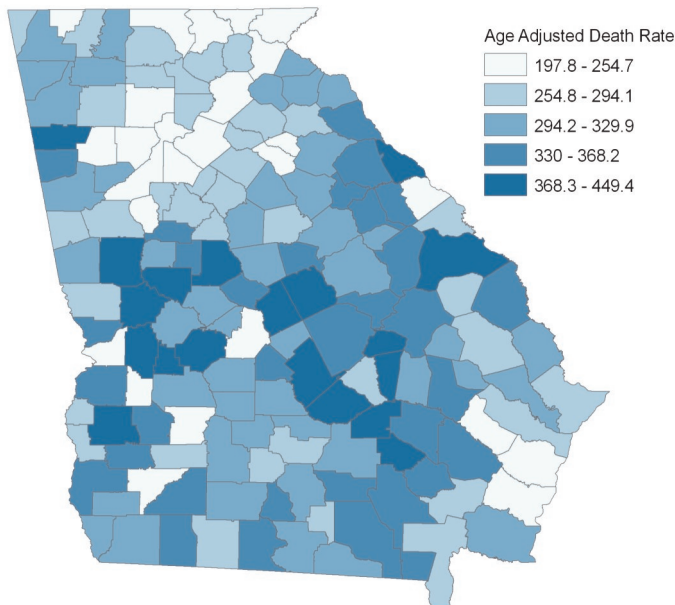 Age Adjusted Death Rate
197.8 - 254.7
254.8 - 294.1
294.2 - 329.9
330 - 368.2
368.3 - 449.4